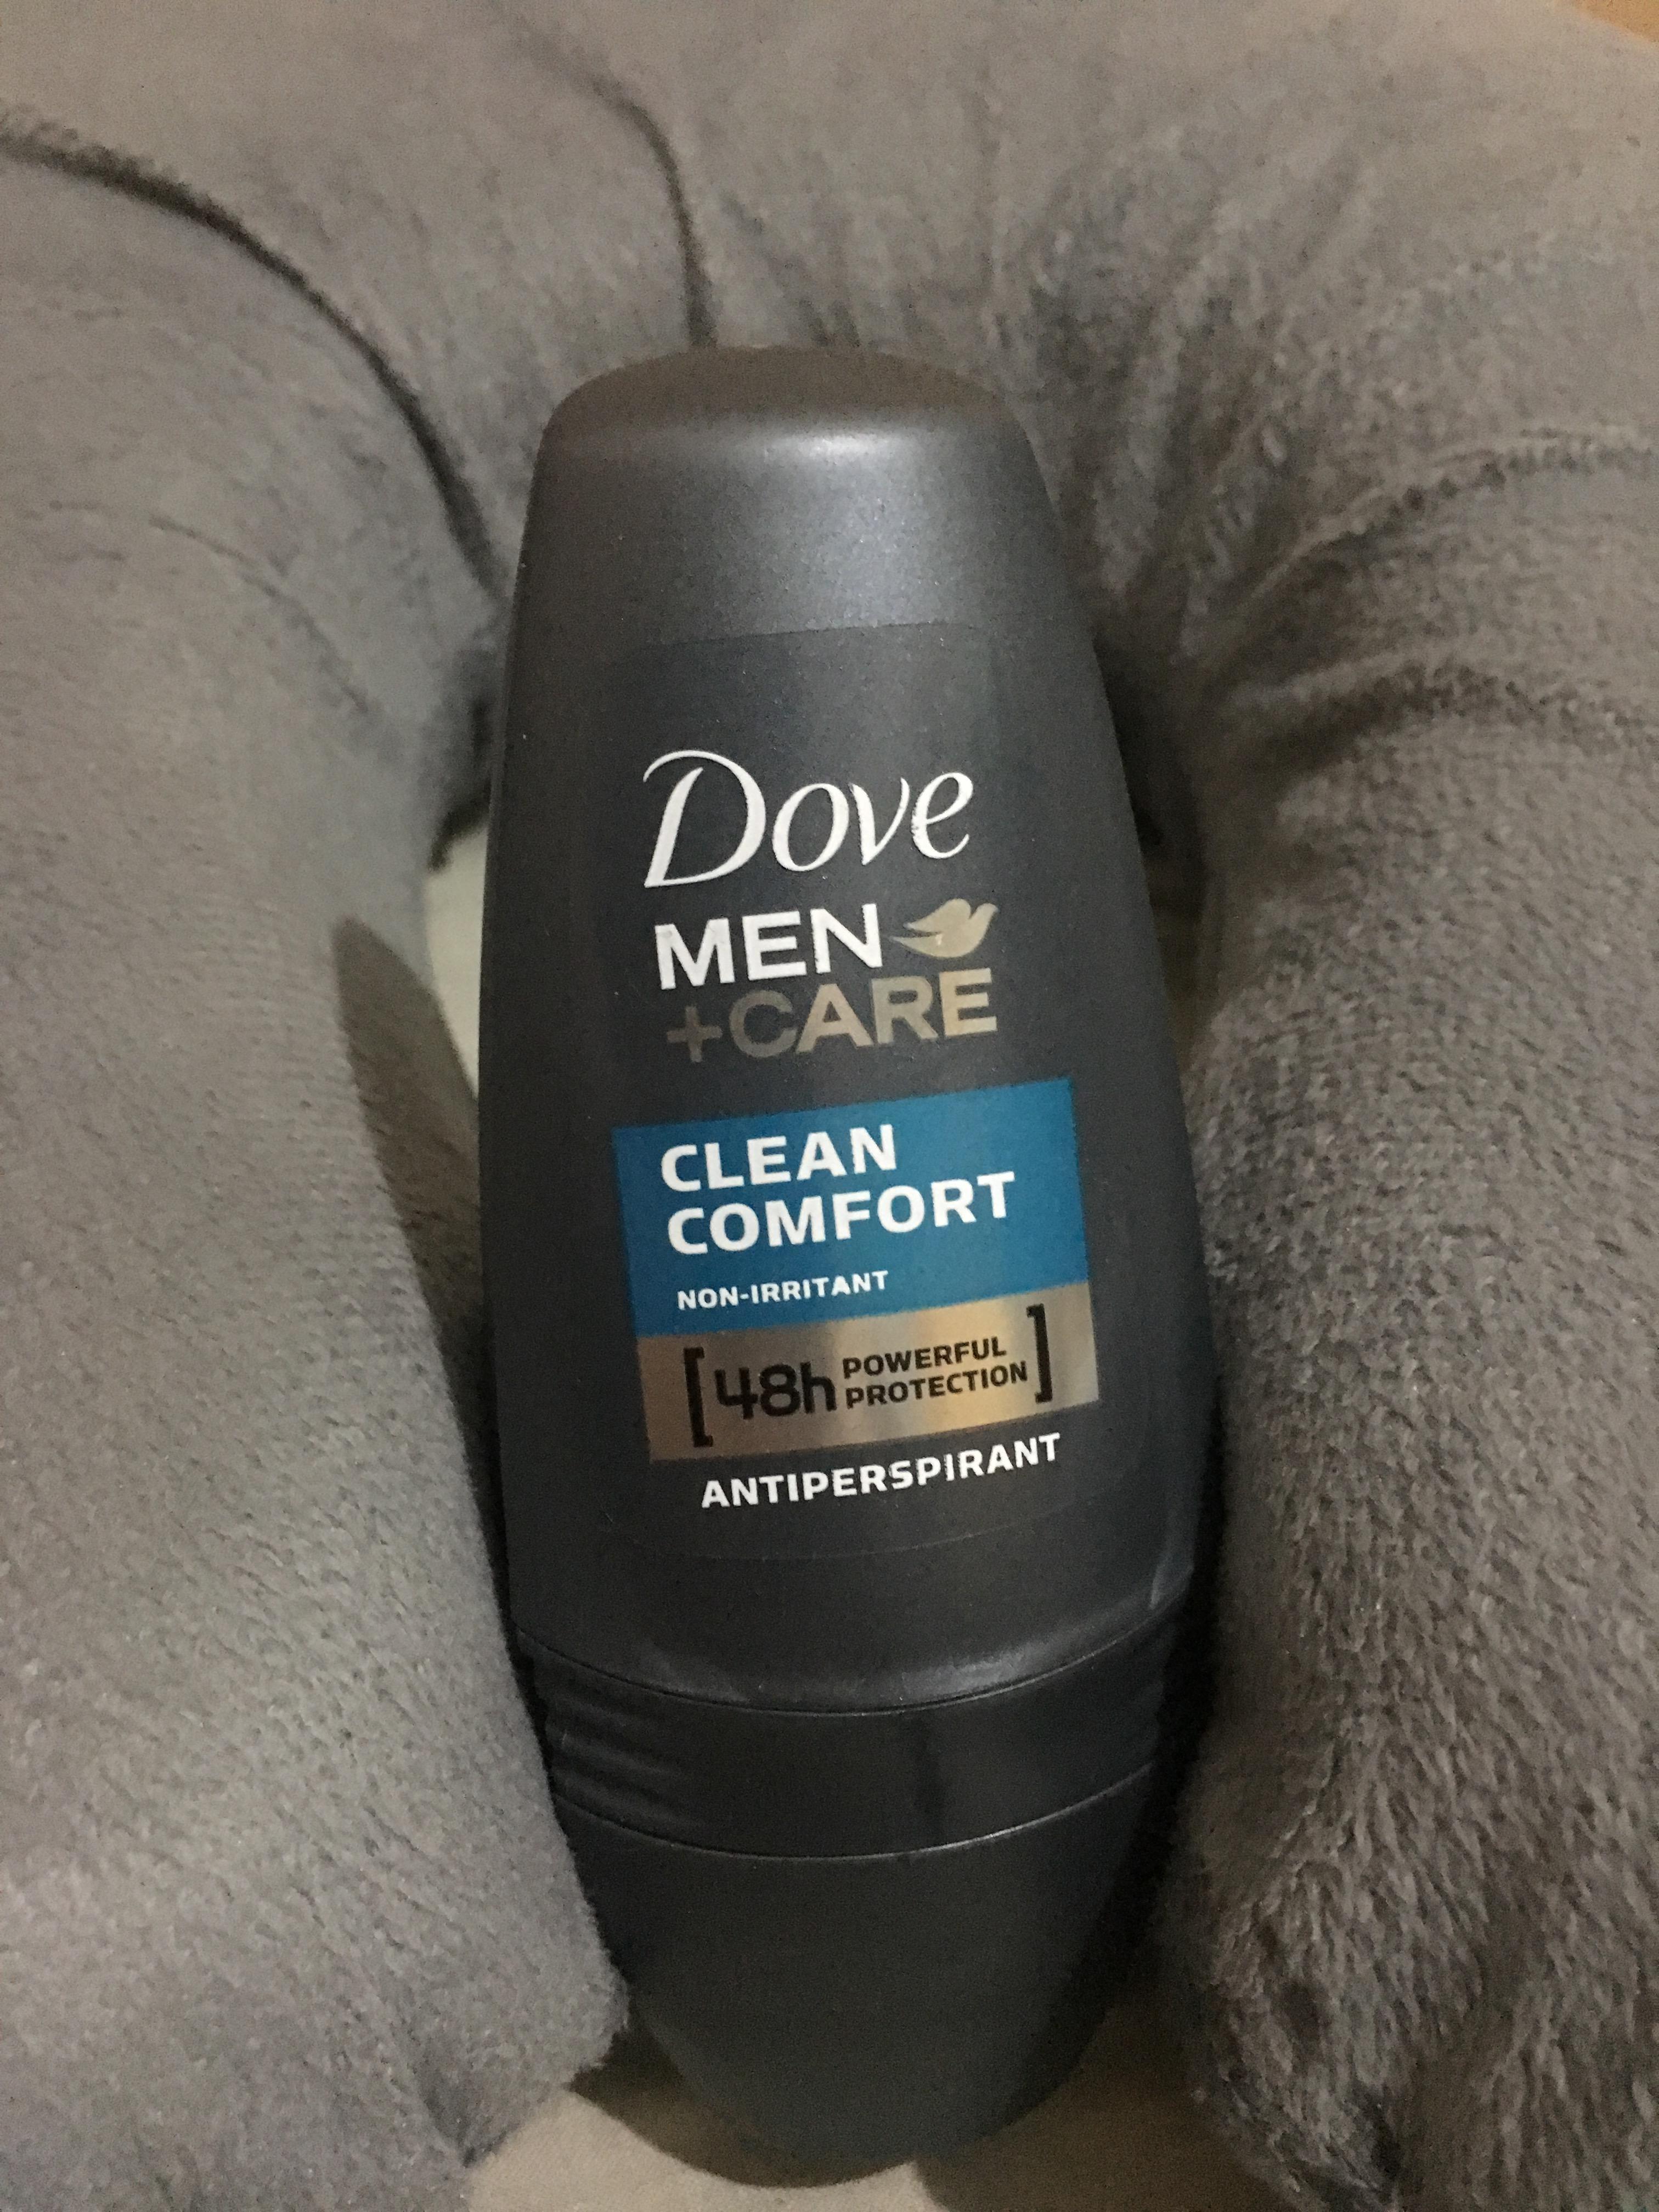 Dove
MEN
+CARE
CLEAN
COMFORT
NON-IRRITANT
[48h POWERFUL
PROTECTION]
ANTIPERSPIRANT